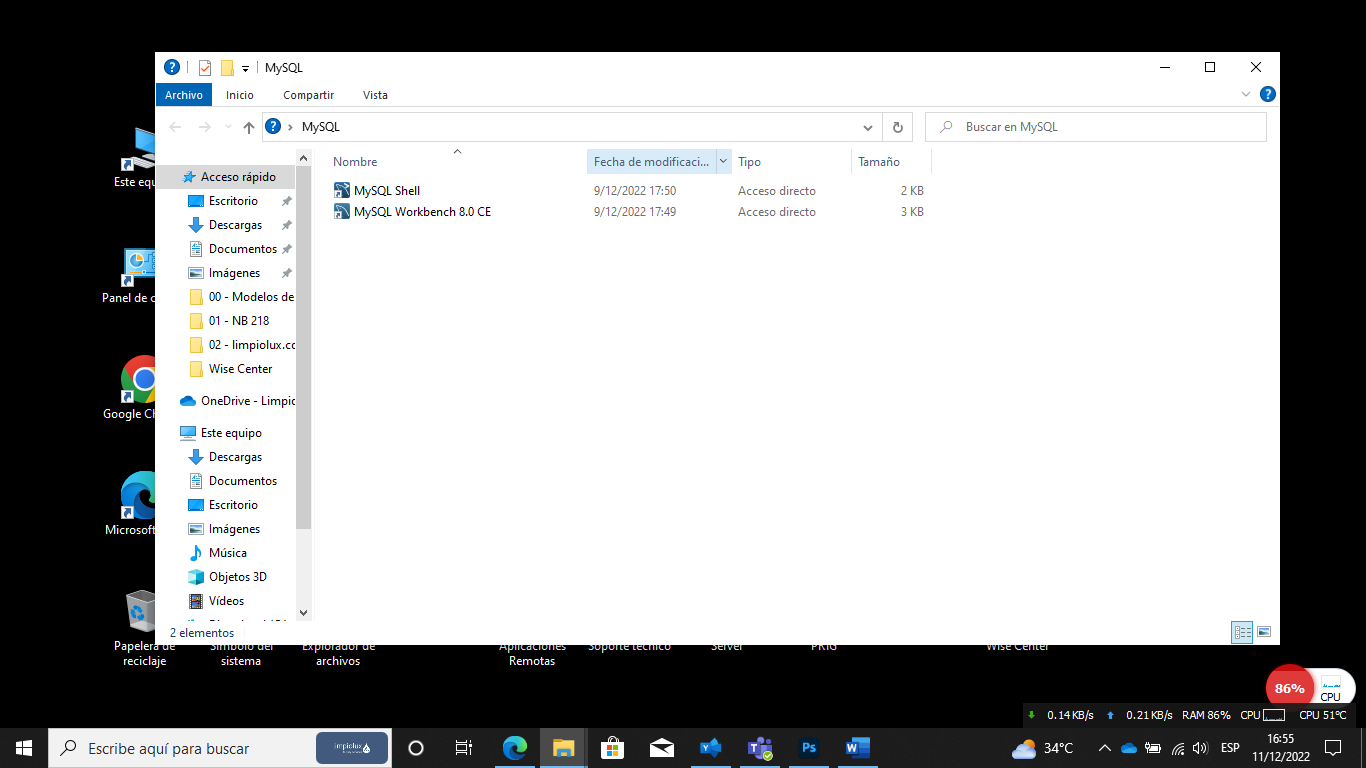 MySQL
Archivo Inicio Compartir Vista
MySQL
Buscar en MySQL
Nombre Fecha de modificaci... Tipo Tamaño
MySQL Shell 9/12/2022 17:50 Acceso directo 2 KB
MySQL Workbench 8.0 CE 9/12/2022 17:49 Acceso directo 3 KB
Acceso rápido
Escritorio
Descargas
Documentos
Imágenes
00 - Modelos de
01 - NB 218
02 - limpiolux.co
Wise Center
OneDrive - Limpio
Este equipo
Descargas
Documentos
Escritorio
Imágenes
Música
Objetos 3D
Vídeos
2 elementos
Este equ
Panel de c
Google Ch
Microsoft
Papelera de
reciclaje
Símbolo del
sistema
Explorador de
archivos
Aplicaciones
Remotas
Soporte técnico
Server
PRIG
Wise Center
86%
CPU
0.14 KB/s 0.21 KB/s RAM 86% CPU CPU 51°C
Escribe aquí para buscar
limpiolux
Ps
W
34°C
ESP
16:55
11/12/2022